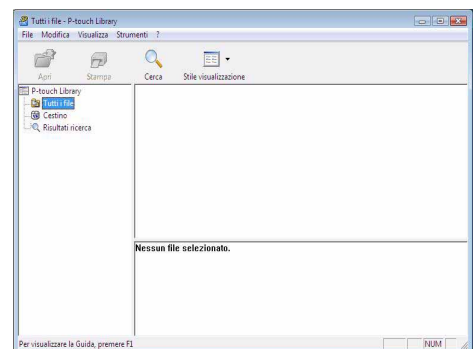 Tutti i file - P-touch Library
File Modifica Visualizza Strumenti ?
Apri Stampa Cerca Stile visualizzazione
P-touch Library
Tutti i file
Cestino
Risultati ricerca
Nessun file selezionato.
Per visualizzare la Guida, premere F1 NUM